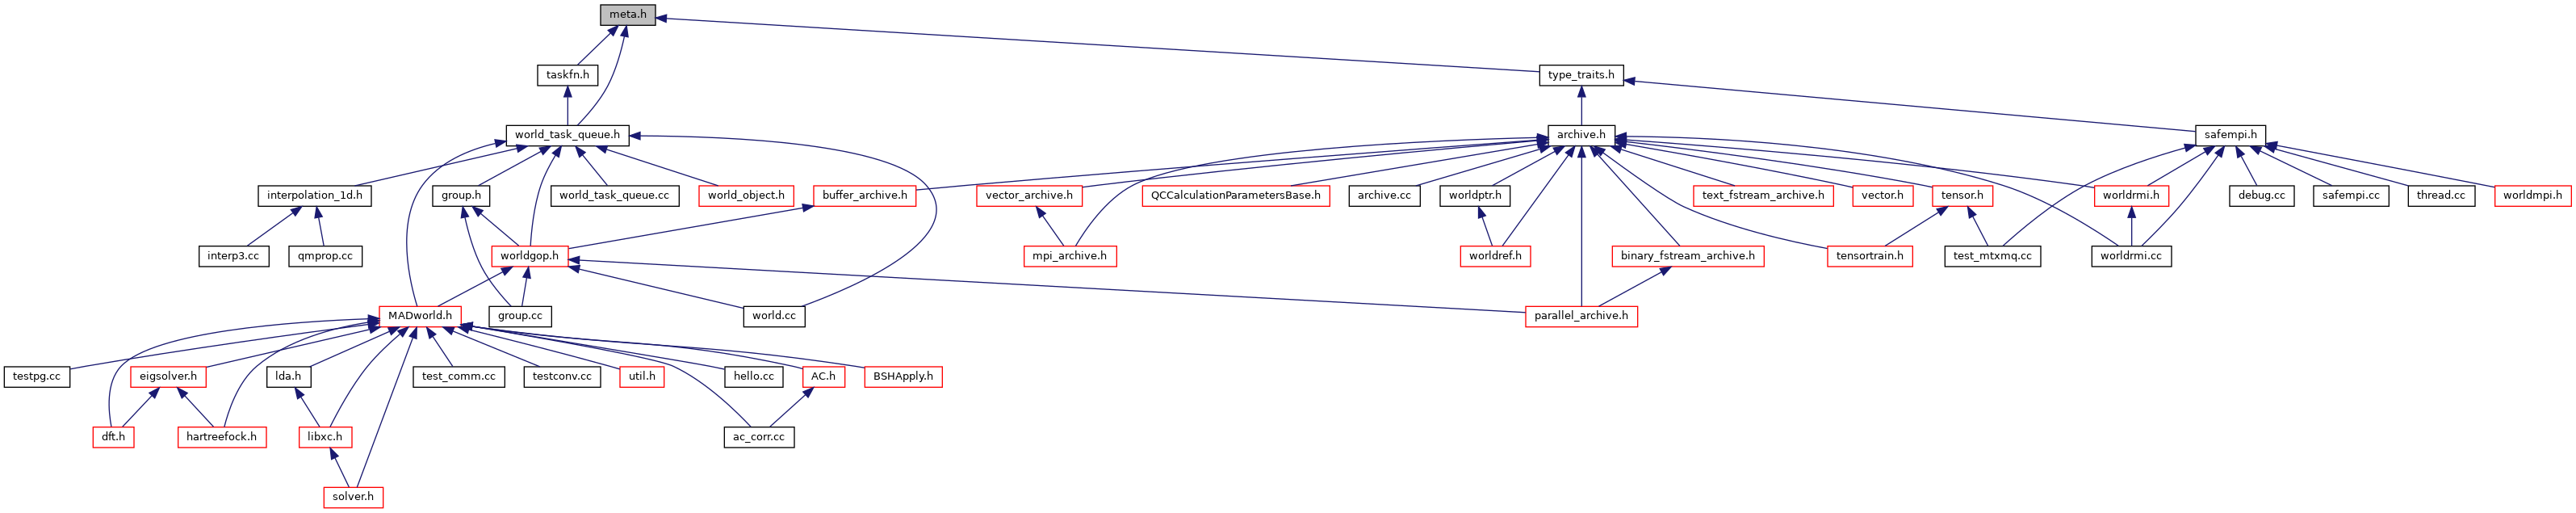 meta.h
taskfn.h
type_traits.h
world_task_queue.h
archive.h
safempi.h
interpolation_1d.h
group.h
world_task_queue.cc
world_object.h
buffer_archive.h
vector_archive.h
QCCalculationParametersBase.h
archive.cc
worldptr.h
text_fstream_archive.h
vector.h
tensor.h
worldrmi.h
debug.cc
safempi.cc
thread.cc
worldmpi.h
interp3.cc
qmprop.cc
worldgop.h
mpi_archive.h
worldref.h
binary_fstream_archive.h
tensortrain.h
test_mtxmq.cc
worldrmi.cc
MADworld.h
group.cc
world.cc
parallel_archive.h
testpg.cc
eigsolver.h
lda.h
test_comm.cc
testconv.cc
util.h
hello.cc
AC.h
BSHApply.h
dft.h
hartreefock.h
libxc.h
ac_corr.cc
solver.h